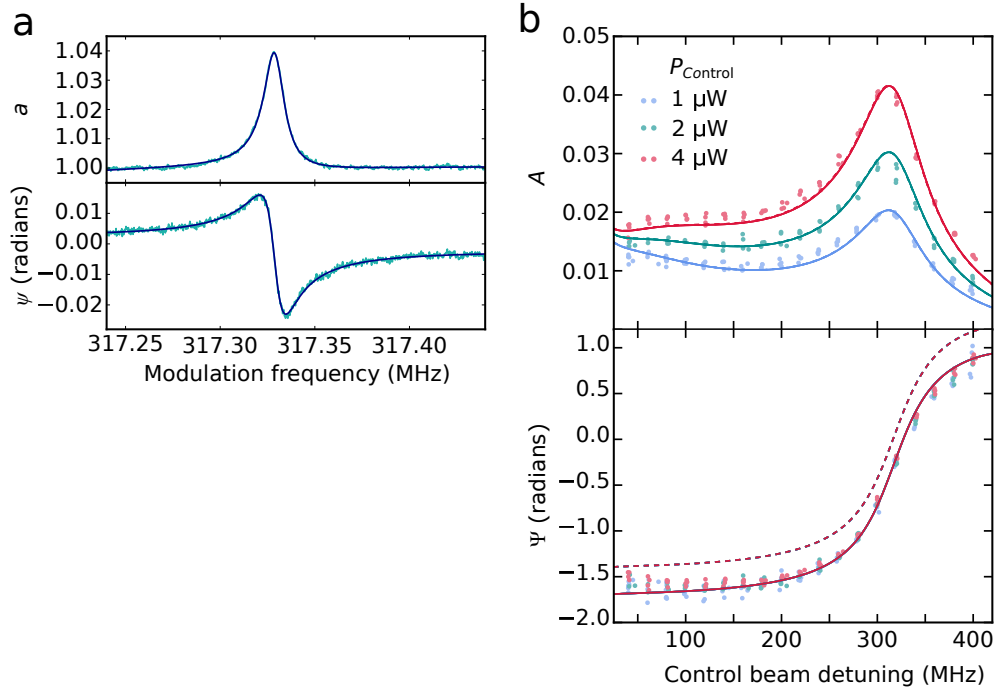 a
1.04
1.03
1.02
1.01
1.00
a
0.01
0.00
−0.01
−0.02
ψ (radians)
317.25 317.30 317.35 317.40
Modulation frequency (MHz)
b
0.05
0.04
0.03
0.02
0.01
A
P_Control
1 μW
2 μW
4 μW
1.0
0.5
0.0
−0.5
−1.0
−1.5
−2.0
Ψ (radians)
100 200 300 400
Control beam detuning (MHz)